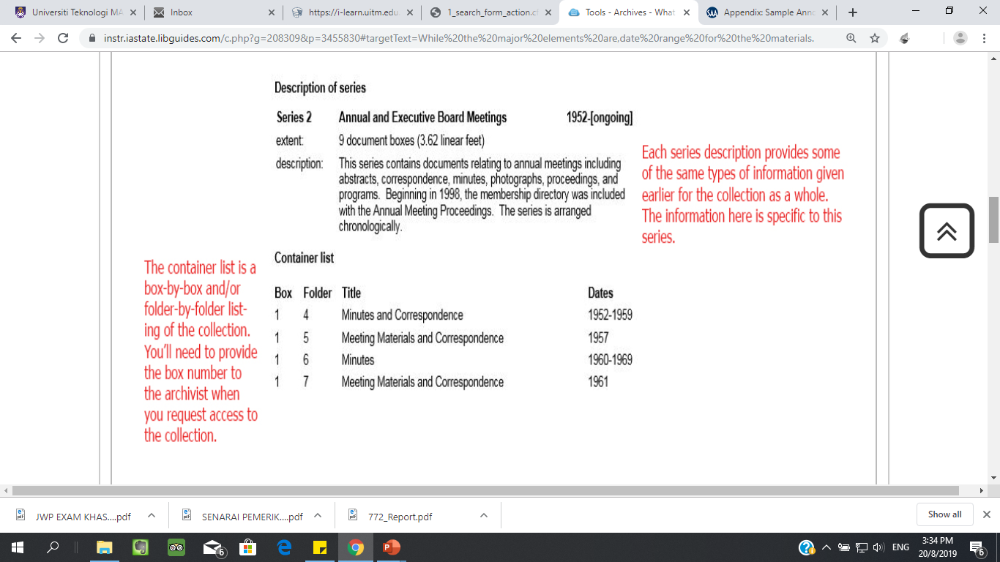 Universiti Teknologi MA
Inbox
https://i-learn.uitm.edu.
1_search_form_action.cf
Tools - Archives - What
Appendix: Sample Anno
instr.iastate.libguides.com/c.php?g=208309&p=3455830#targetText=While%20the%20major%20elements%20are,date%20range%20for%20the%20materials.
Description of series
Series 2 Annual and Executive Board Meetings 1952-[ongoing]
extent: 9 document boxes (3.62 linear feet)
description: This series contains documents relating to annual meetings including
abstracts, correspondence, minutes, photographs, proceedings, and
programs. Beginning in 1998, the membership directory was included
with the Annual Meeting Proceedings. The series is arranged
chronologically.
Each series description provides some
of the same types of information given
earlier for the collection as a whole.
The information here is specific to this
series.
The container list is a
box-by-box and/or
folder-by-folder list-
ing of the collection.
You'll need to provide
the box number to
the archivist when
you request access to
the collection.
Container list
Box Folder Title Dates
1 4 Minutes and Correspondence 1952-1959
1 5 Meeting Materials and Correspondence 1957
1 6 Minutes 1960-1969
1 7 Meeting Materials and Correspondence 1961
JWP EXAM KHAS....pdf
SENARAI PEMERIK....pdf
772_Report.pdf
Show all
6
ENG
3:34 PM
20/8/2019
6